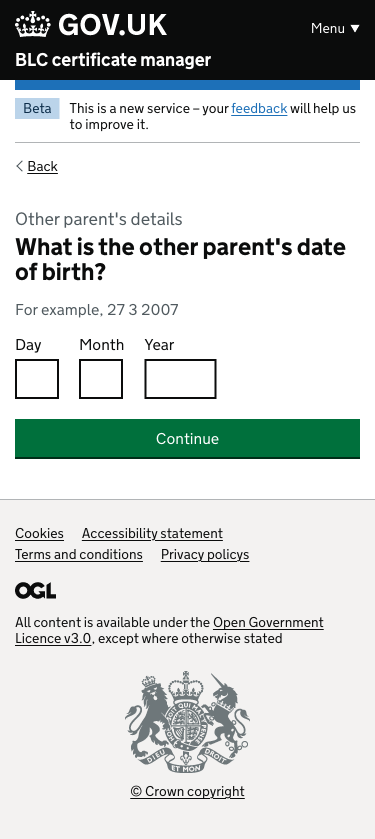 GOV.UK
Menu ▼
BLC certificate manager
Beta
This is a new service – your feedback will help us
to improve it.
Back
Other parent's details
What is the other parent's date
of birth?
For example, 27 3 2007
Day Month Year
Continue
Cookies Accessibility statement
Terms and conditions Privacy policys
OGL
All content is available under the Open Government
Licence v3.0, except where otherwise stated
DIEU ET MON
© Crown copyright